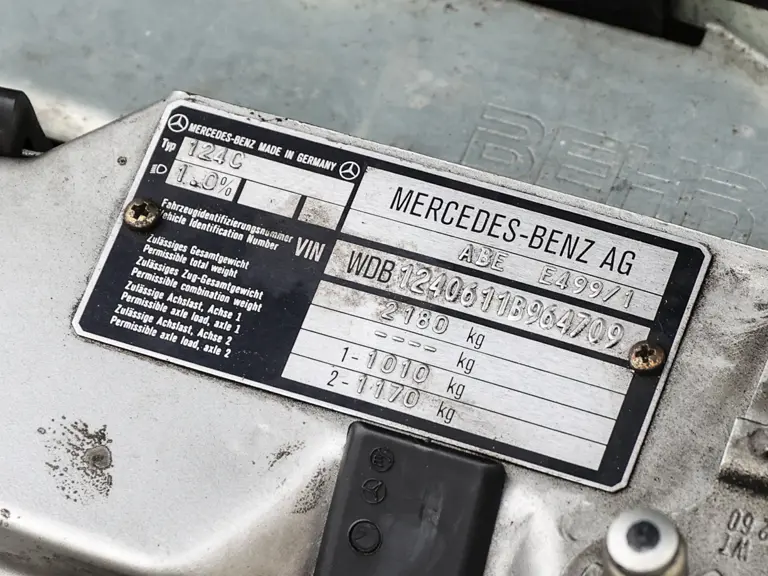 BEHR
MERCEDES-BENZ MADE IN GERMANY
Typ 124C
1.0%
MERCEDES-BENZ AG
ABE E499/1
Fahrzeugidentifizierungsnummer
Vehicle Identification Number
VIN WDB1240611B964709
Zulässiges Gesamtgewicht
Permissible total weight
2180 kg
Zulässiges Zug-Gesamtgewicht
Permissible combination weight
---- kg
Zulässige Achslast, Achse 1
Permissible axle load, axle 1
1-1010 kg
Zulässige Achslast, Achse 2
Permissible axle load, axle 2
2-1170 kg